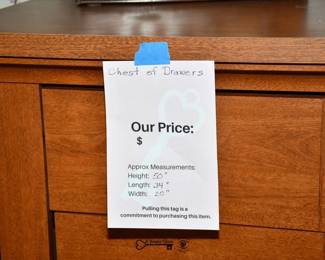 Chest of Drawers
Our Price:
$
Approx Measurements:
Height: 50"
Length: 24"
Width: 20"
Pulling this tag is a
commitment to purchasing this item.